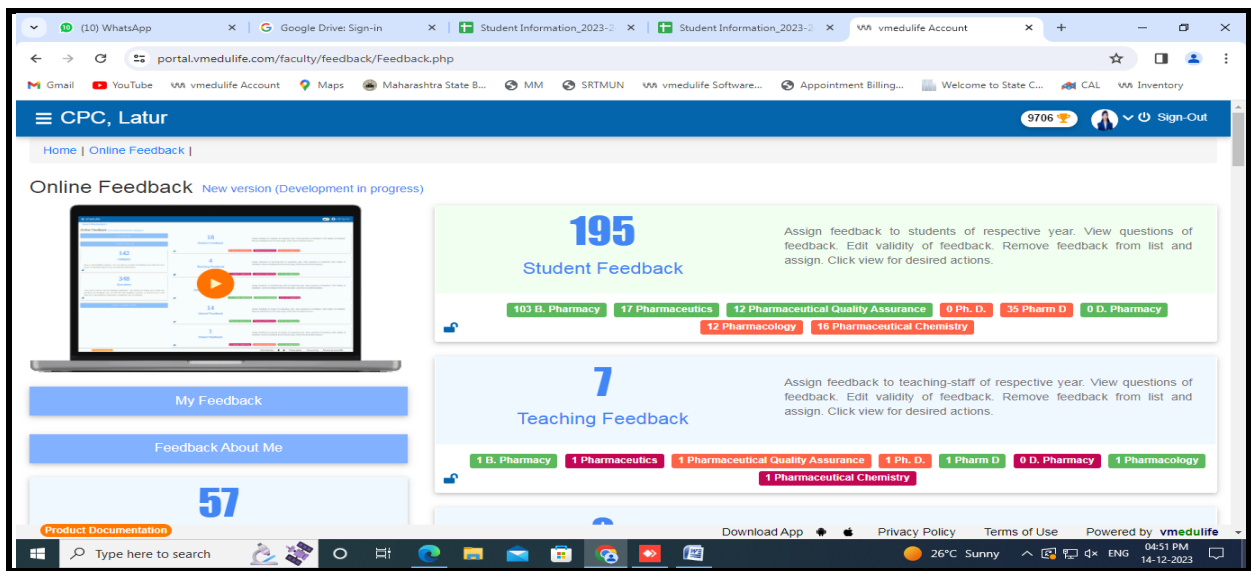 (10) WhatsApp
Google Drive: Sign-in
Student Information_2023-2
Student Information_2023-2
vmedulife Account
portal.vmedulife.com/faculty/feedback/Feedback.php
Gmail YouTube vmedulife Account Maps Maharashtra State B... MM SRTMUN vmedulife Software... Appointment Billing... Welcome to State C... CAL Inventory
CPC, Latur
9706
Sign-Out
Home | Online Feedback |
Online Feedback New version (Development in progress)
My Feedback
Feedback About Me
57
195
Student Feedback
Assign feedback to students of respective year. View questions of
feedback. Edit validity of feedback. Remove feedback from list and
assign. Click view for desired actions.
103 B. Pharmacy 17 Pharmaceutics 12 Pharmaceutical Quality Assurance 0 Ph. D. 35 Pharm D 0 D. Pharmacy
12 Pharmacology 16 Pharmaceutical Chemistry
7
Teaching Feedback
Assign feedback to teaching-staff of respective year. View questions of
feedback. Edit validity of feedback. Remove feedback from list and
assign. Click view for desired actions.
1 B. Pharmacy 1 Pharmaceutics 1 Pharmaceutical Quality Assurance 1 Ph. D. 1 Pharm D 0 D. Pharmacy 1 Pharmacology
1 Pharmaceutical Chemistry
Product Documentation
Download App Privacy Policy Terms of Use Powered by vmedulife
Type here to search
26°C Sunny ENG
04:51 PM
14-12-2023